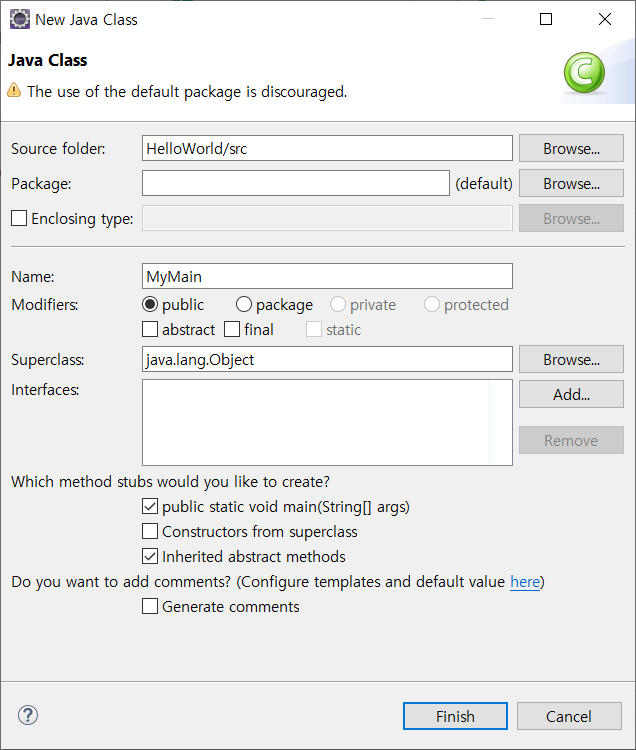 New Java Class
Java Class
The use of the default package is discouraged.
Source folder: HelloWorld/src Browse...
Package: (default) Browse...
Enclosing type: Browse...
Name: MyMain
Modifiers: public package private protected
abstract final static
Superclass: java.lang.Object Browse...
Interfaces: Add...
Remove
Which method stubs would you like to create?
public static void main(String[] args)
Constructors from superclass
Inherited abstract methods
Do you want to add comments? (Configure templates and default value here)
Generate comments
? Finish Cancel